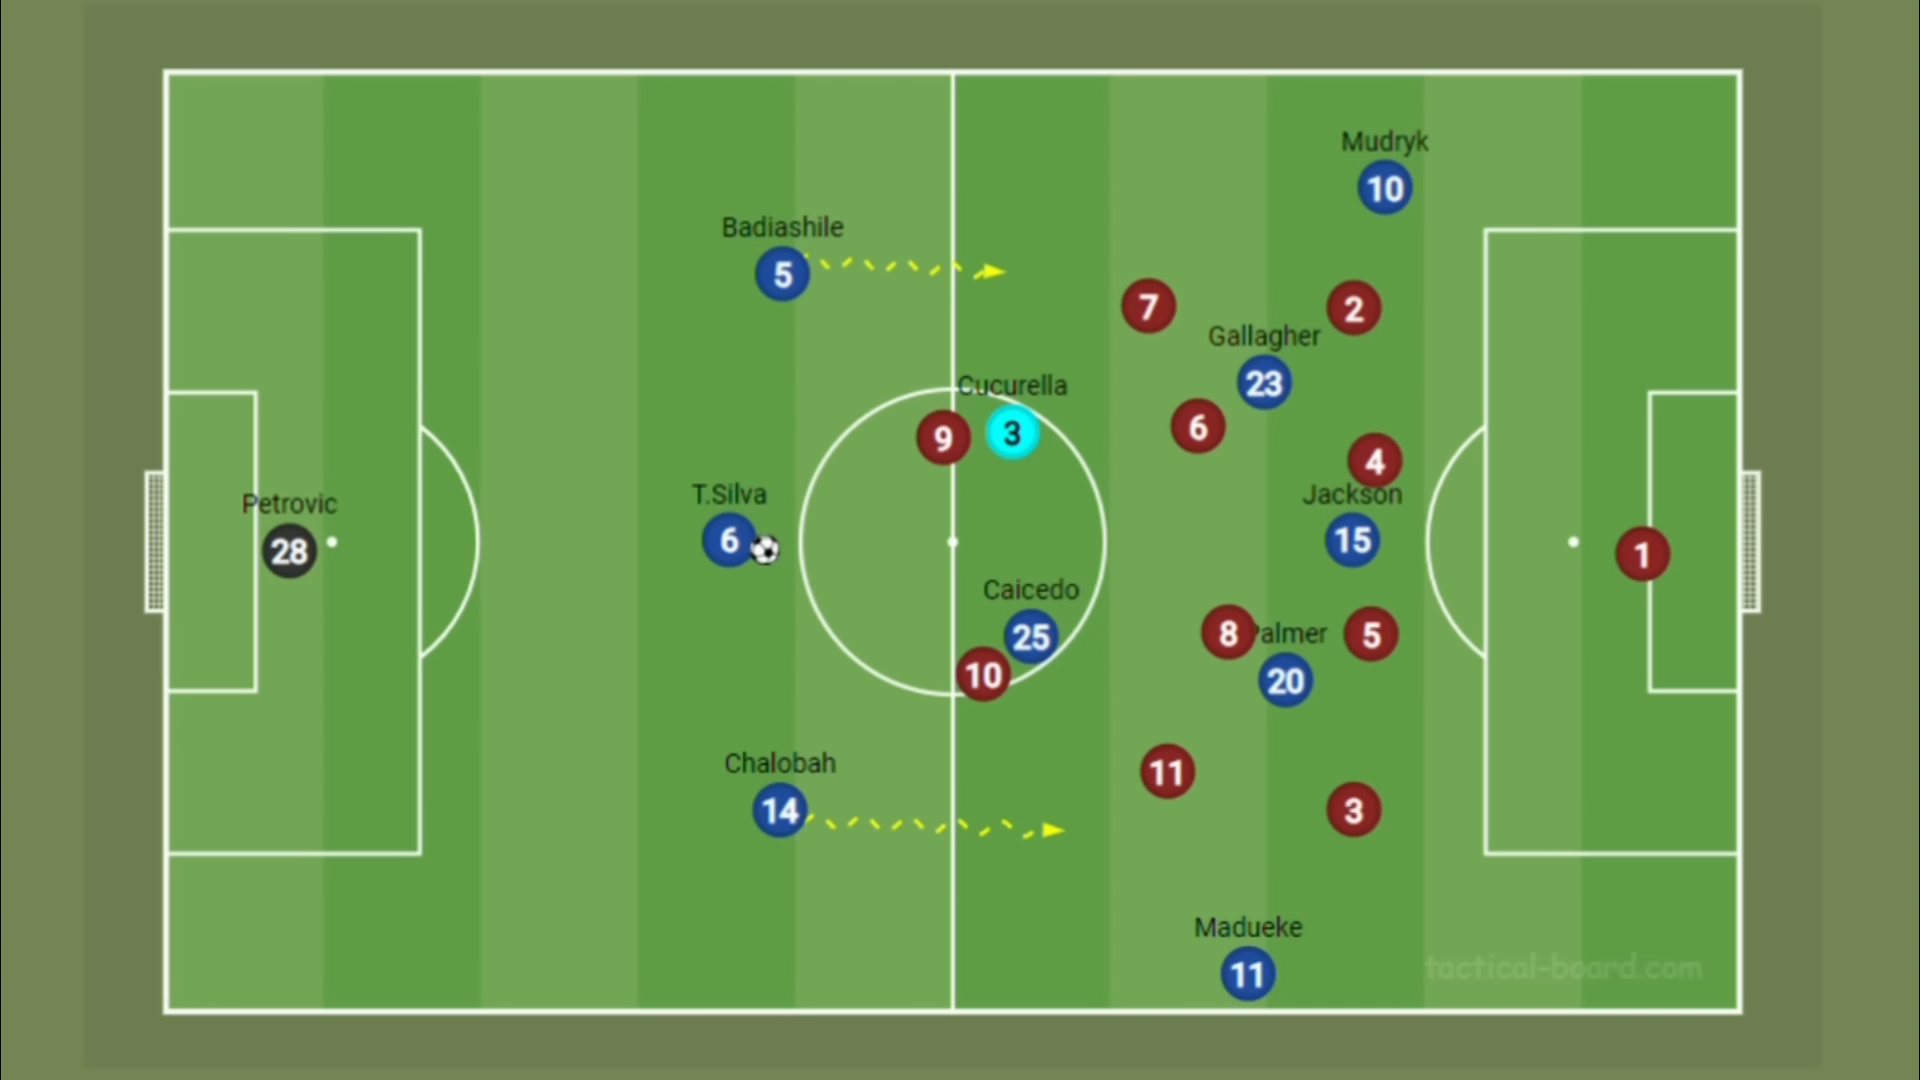 Mudryk
10
Badiashile
5
7
2
Gallagher
23
Cucurella
3
9
6
4
T.Silva
6
Jackson
15
Petrovic
28
1
Caicedo
25
10
8
Palmer
20
5
Chalobah
14
11
3
Madueke
11
tactical-board.com